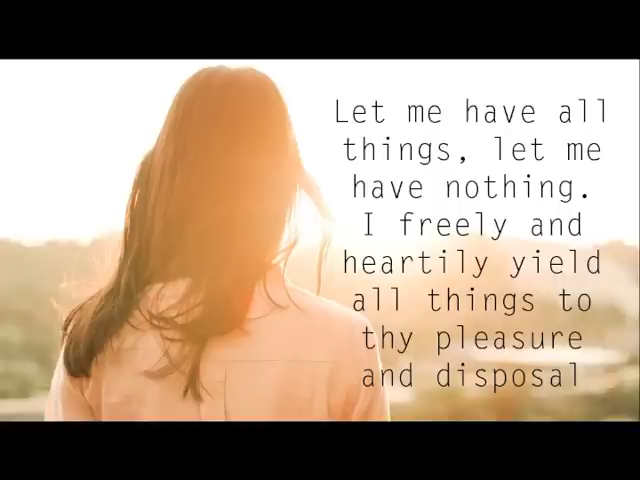 Let me have all
things, let me
have nothing.
I freely and
heartily yield
all things to
thy pleasure
and disposal